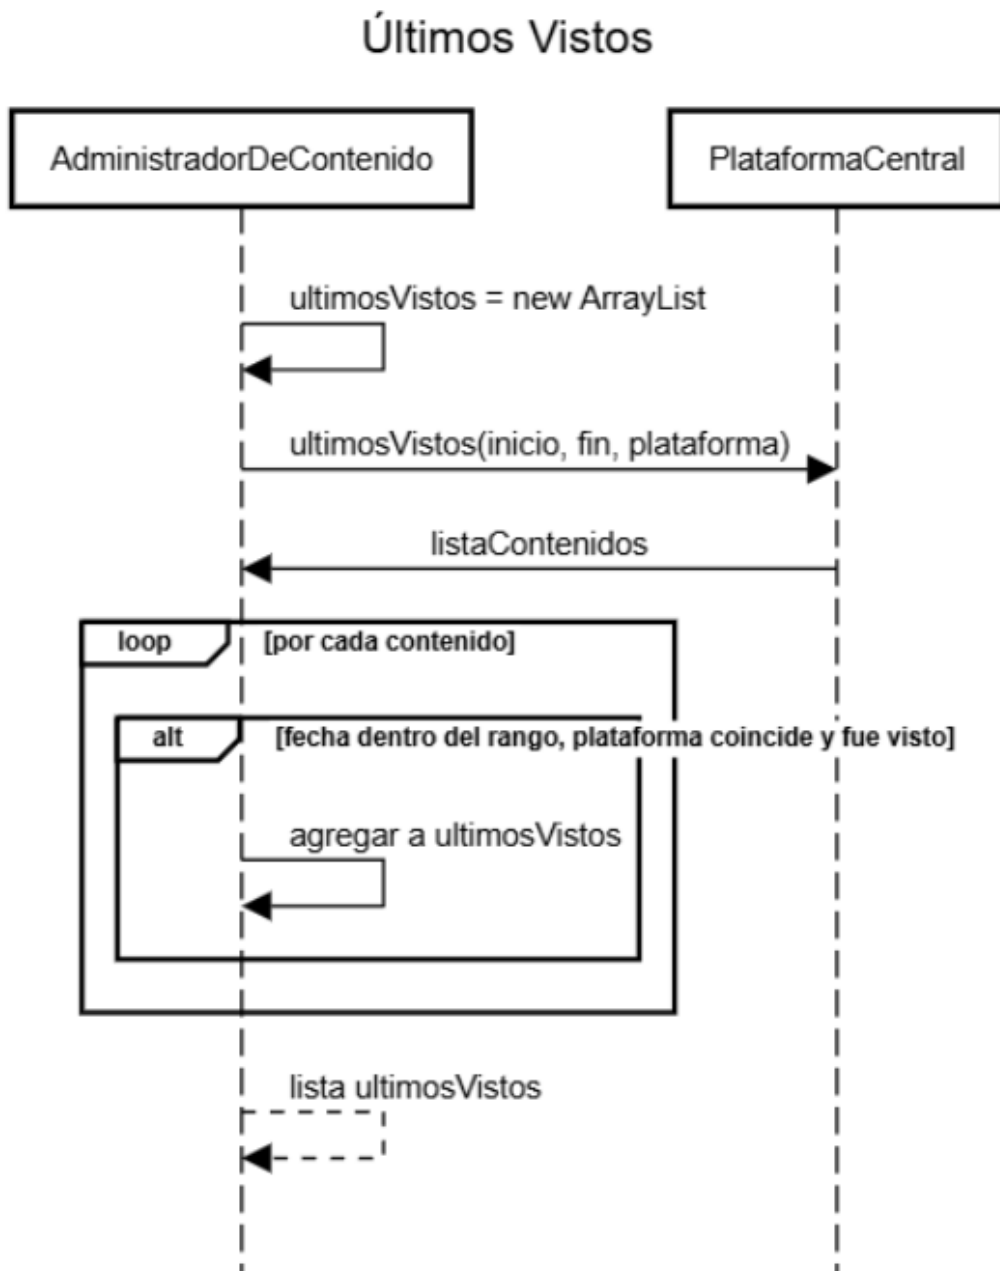 Últimos Vistos
AdministradorDeContenido
PlataformaCentral
ultimosVistos = new ArrayList
ultimosVistos(inicio, fin, plataforma)
listaContenidos
loop [por cada contenido]
alt [fecha dentro del rango, plataforma coincide y fue visto]
agregar a ultimosVistos
lista ultimosVistos